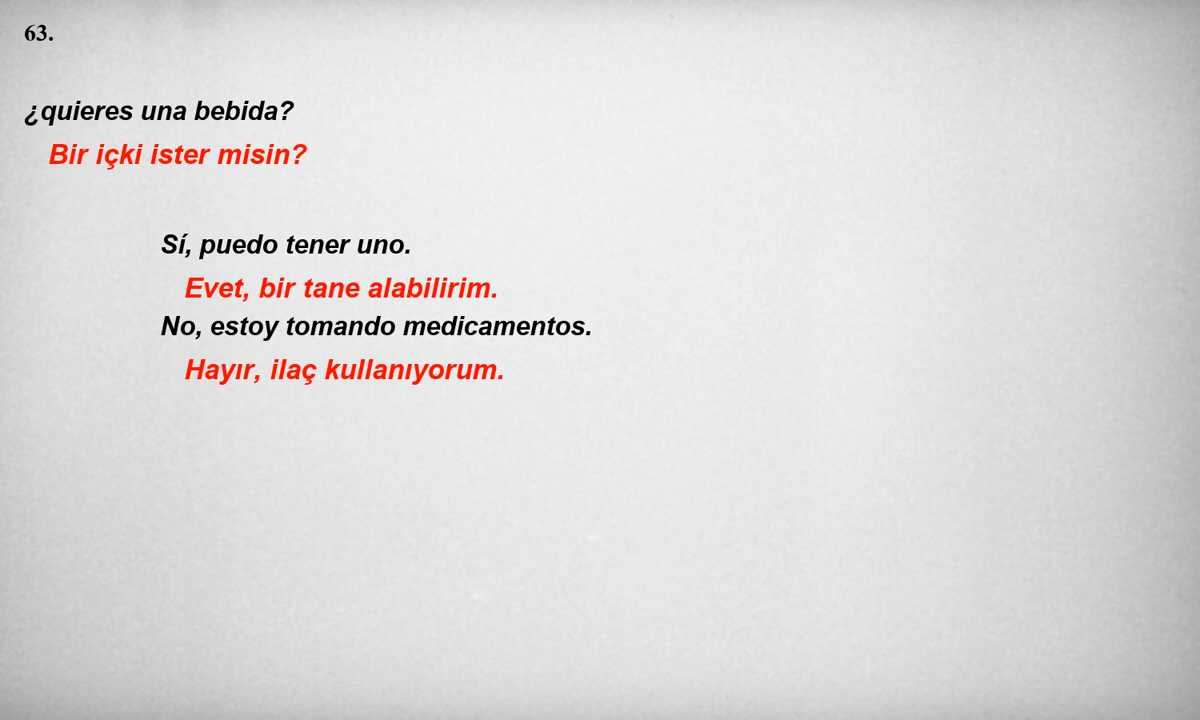 63.
¿quieres una bebida?
Bir içki ister misin?
Sí, puedo tener uno.
Evet, bir tane alabilirim.
No, estoy tomando medicamentos.
Hayır, ilaç kullanıyorum.